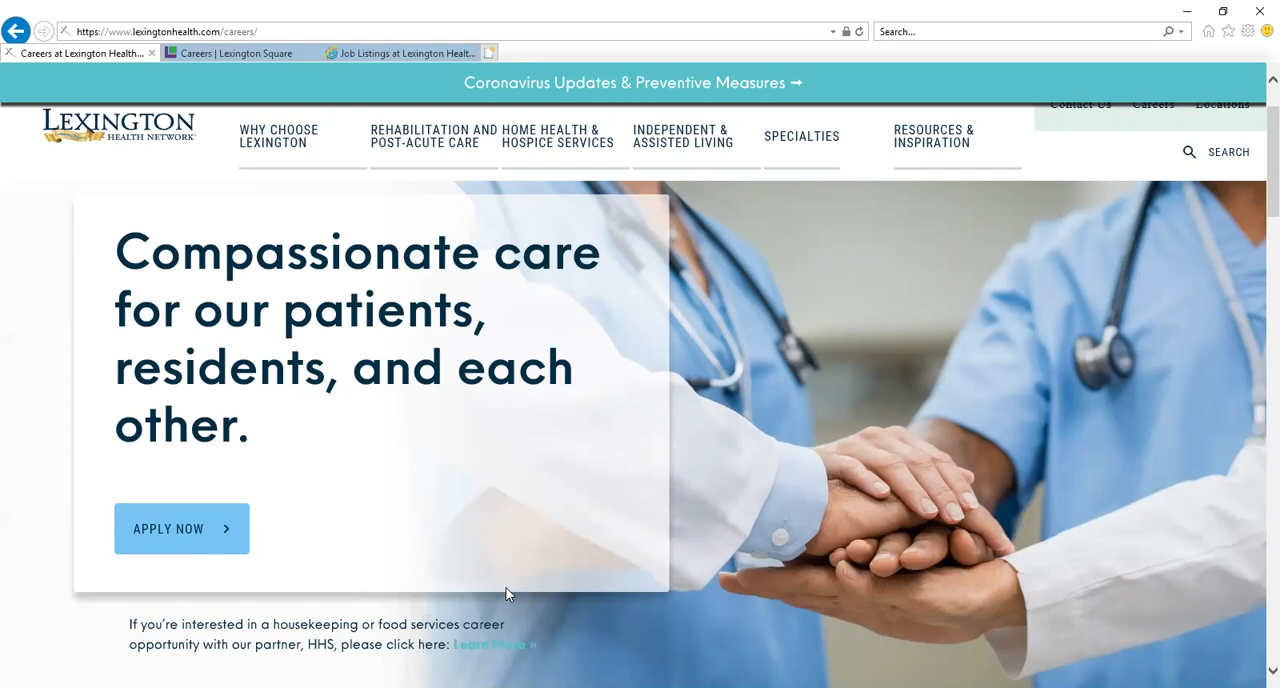 https://www.lexingtonhealth.com/careers/
Search...
Careers at Lexington Health...
Careers | Lexington Square
Job Listings at Lexington Healt...
Coronavirus Updates & Preventive Measures →
Contact Us Careers Locations
LEXINGTON
HEALTH NETWORK
WHY CHOOSE
LEXINGTON
REHABILITATION AND
POST-ACUTE CARE
HOME HEALTH &
HOSPICE SERVICES
INDEPENDENT &
ASSISTED LIVING
SPECIALTIES
RESOURCES &
INSPIRATION
SEARCH
Compassionate care
for our patients,
residents, and each
other.
APPLY NOW >
If you're interested in a housekeeping or food services career
opportunity with our partner, HHS, please click here: Learn More »